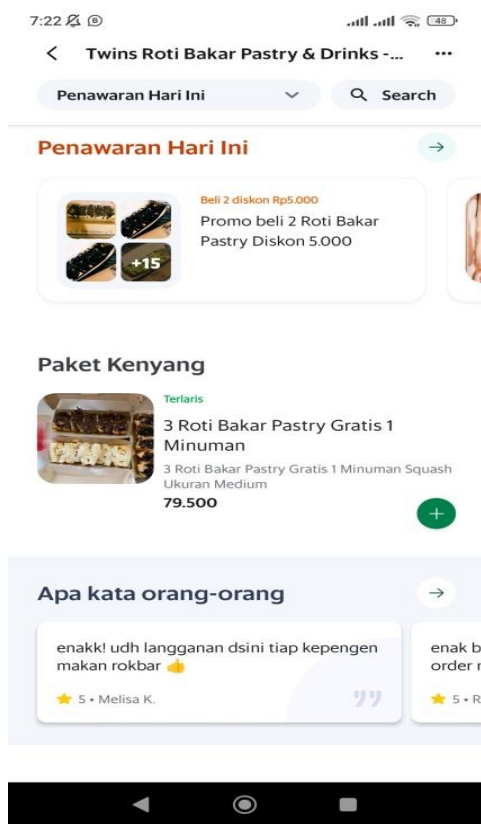 7:22
48
Twins Roti Bakar Pastry & Drinks -...
Penawaran Hari Ini
Search
Penawaran Hari Ini
Beli 2 diskon Rp5.000
Promo beli 2 Roti Bakar
Pastry Diskon 5.000
+15
Paket Kenyang
Terlaris
3 Roti Bakar Pastry Gratis 1
Minuman
3 Roti Bakar Pastry Gratis 1 Minuman Squash
Ukuran Medium
79.500
Apa kata orang-orang
enakk! udh langganan dsini tiap kepengen
makan rokbar 👍
5 • Melisa K.
enak b
order r
5 • R